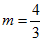 m = 4/3